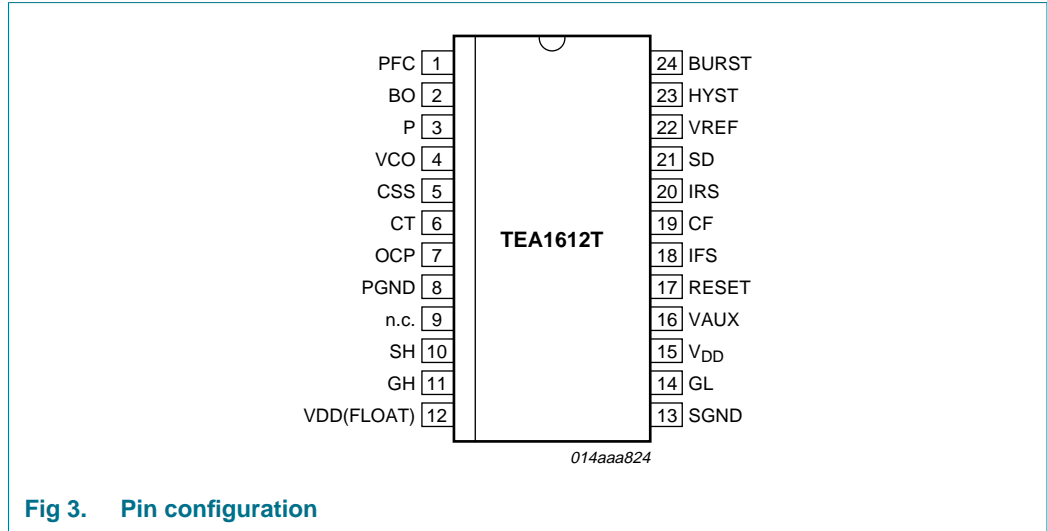 PFC 1
BO 2
P 3
VCO 4
CSS 5
CT 6
OCP 7
PGND 8
n.c. 9
SH 10
GH 11
VDD(FLOAT) 12
TEA1612T
24 BURST
23 HYST
22 VREF
21 SD
20 IRS
19 CF
18 IFS
17 RESET
16 VAUX
15 VDD
14 GL
13 SGND
014aaa824
Fig 3. Pin configuration